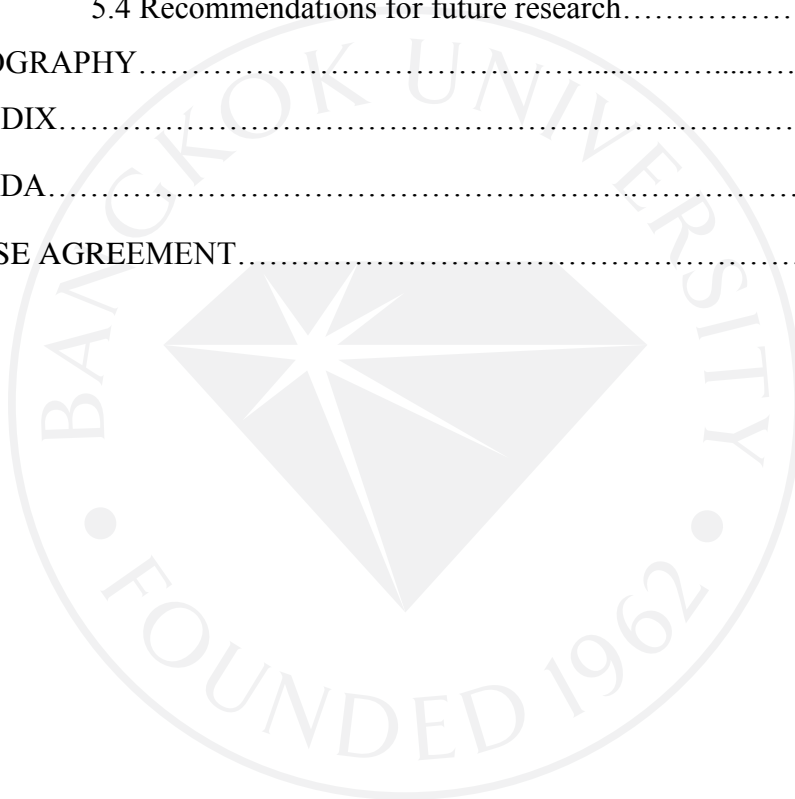 5.4 Recommendations for future research……………….
OGRAPHY………………………………………........…….....….
DIX…………………………………………………..…………
DA……………………………………………………………………….
SE AGREEMENT…………………………………………………….
BANGKOK UNIVERSITY
• FOUNDED 1962 •